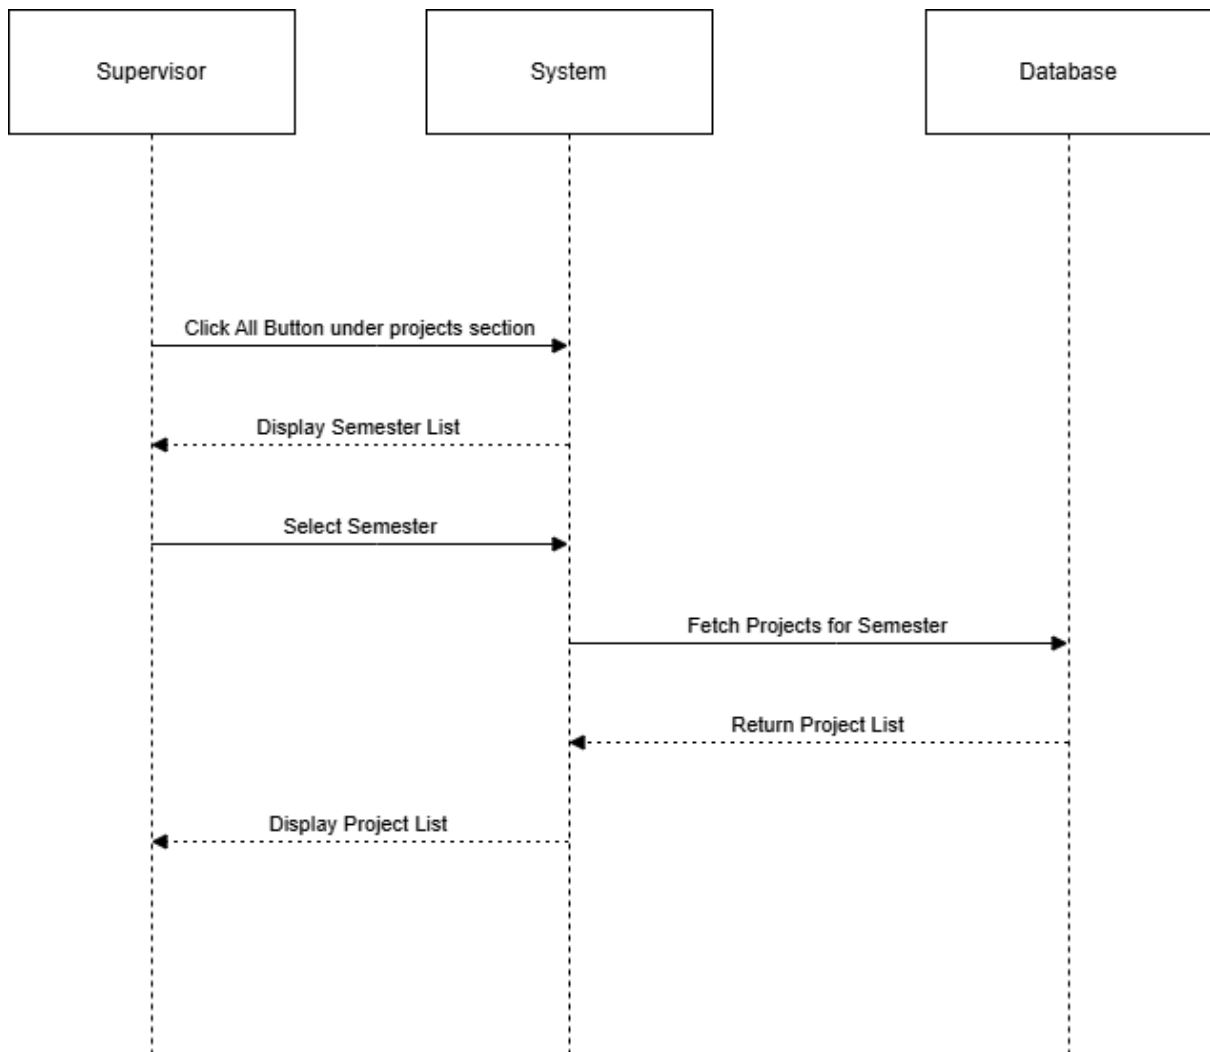 Supervisor
System
Database
Click All Button under projects section
Display Semester List
Select Semester
Fetch Projects for Semester
Return Project List
Display Project List